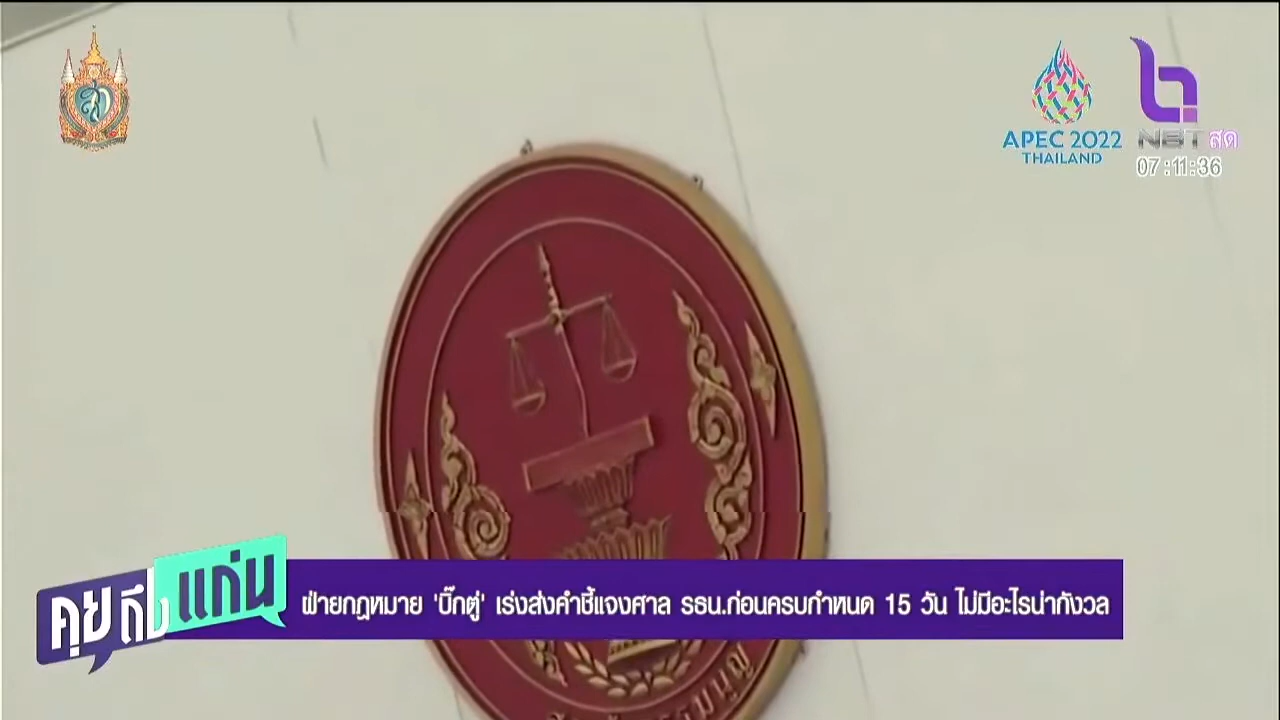 APEC 2022
THAILAND
NBT สด
07:11:36
คุยถึงแก่น
ฝ่ายกฎหมาย 'บิ๊กตู่' เร่งส่งคำชี้แจงศาล รธน.ก่อนครบกำหนด 15 วัน ไม่มีอะไรน่ากังวล